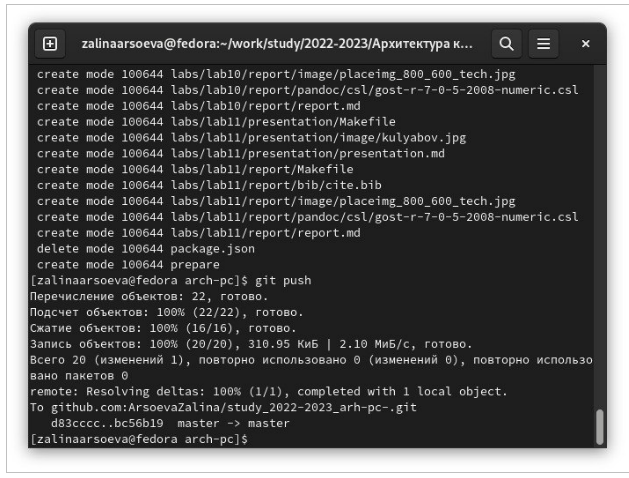 zalinaarsoeva@fedora:~/work/study/2022-2023/Архитектура к...
create mode 100644 labs/lab10/report/image/placeimg_800_600_tech.jpg
create mode 100644 labs/lab10/report/pandoc/csl/gost-r-7-0-5-2008-numeric.csl
create mode 100644 labs/lab10/report/report.md
create mode 100644 labs/lab11/presentation/Makefile
create mode 100644 labs/lab11/presentation/image/kulyabov.jpg
create mode 100644 labs/lab11/presentation/presentation.md
create mode 100644 labs/lab11/report/Makefile
create mode 100644 labs/lab11/report/bib/cite.bib
create mode 100644 labs/lab11/report/image/placeimg_800_600_tech.jpg
create mode 100644 labs/lab11/report/pandoc/csl/gost-r-7-0-5-2008-numeric.csl
create mode 100644 labs/lab11/report/report.md
delete mode 100644 package.json
create mode 100644 prepare
[zalinaarsoeva@fedora arch-pc]$ git push
Перечисление объектов: 22, готово.
Подсчет объектов: 100% (22/22), готово.
Сжатие объектов: 100% (16/16), готово.
Запись объектов: 100% (20/20), 310.95 КиБ | 2.10 МиБ/с, готово.
Всего 20 (изменений 1), повторно использовано 0 (изменений 0), повторно использо
вано пакетов 0
remote: Resolving deltas: 100% (1/1), completed with 1 local object.
To github.com:ArsoevaZalina/study_2022-2023_arh-pc-.git
d83cccc..bc56b19  master -> master
[zalinaarsoeva@fedora arch-pc]$